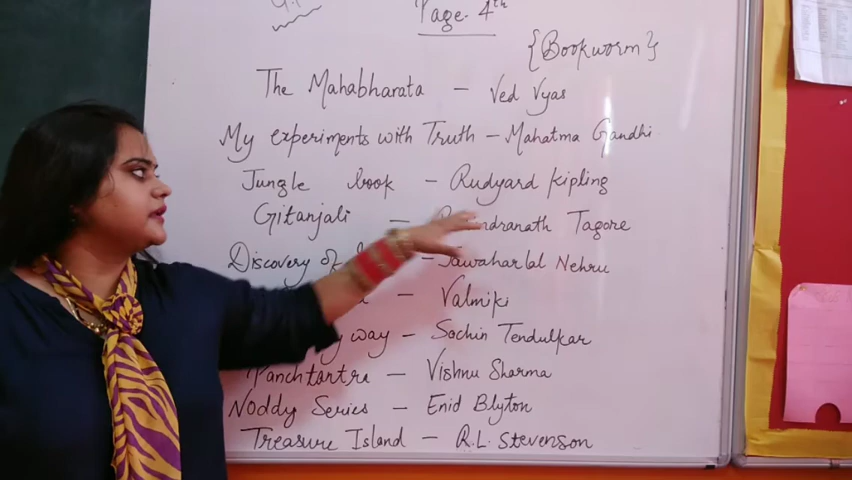 Page- 4th
{Bookworm}
The Mahabharata - Ved Vyas
My experiments with Truth - Mahatma Gandhi
Jungle book - Rudyard Kipling
Gitanjali - Tagore
Discovery of - Jawaharlal Nehru
- Valmiki
way - Sachin Tendulkar
Panchtantra - Vishnu Sharma
Noddy Series - Enid Blyton
Treasure Island - R.L. Stevenson